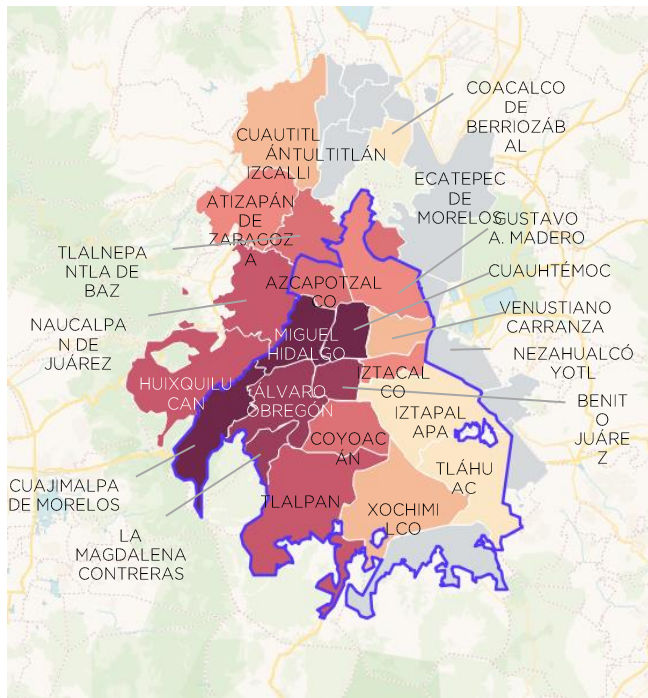 COACALCO
DE
BERRIOZÁB
AL
CUAUTITL
ÁN
IZCALLI
TULTITLÁN
ECATEPEC
DE
MORELOS
ATIZAPÁN
DE
ZARAGOZ
A
GUSTAVO
A. MADERO
TLALNEPA
NTLA DE
BAZ
CUAUHTÉMOC
AZCAPOTZAL
CO
VENUSTIANO
CARRANZA
NAUCALPA
N DE
JUÁREZ
MIGUEL
HIDALGO
NEZAHUALCÓ
YOTL
HUIXQUILU
CAN
IZTACAL
CO
ÁLVARO
OBREGÓN
BENIT
O
JUÁRE
Z
IZTAPAL
APA
COYOAC
ÁN
TLÁHU
AC
CUAJIMALPA
DE MORELOS
TLALPAN
XOCHIMI
LCO
LA
MAGDALENA
CONTRERAS